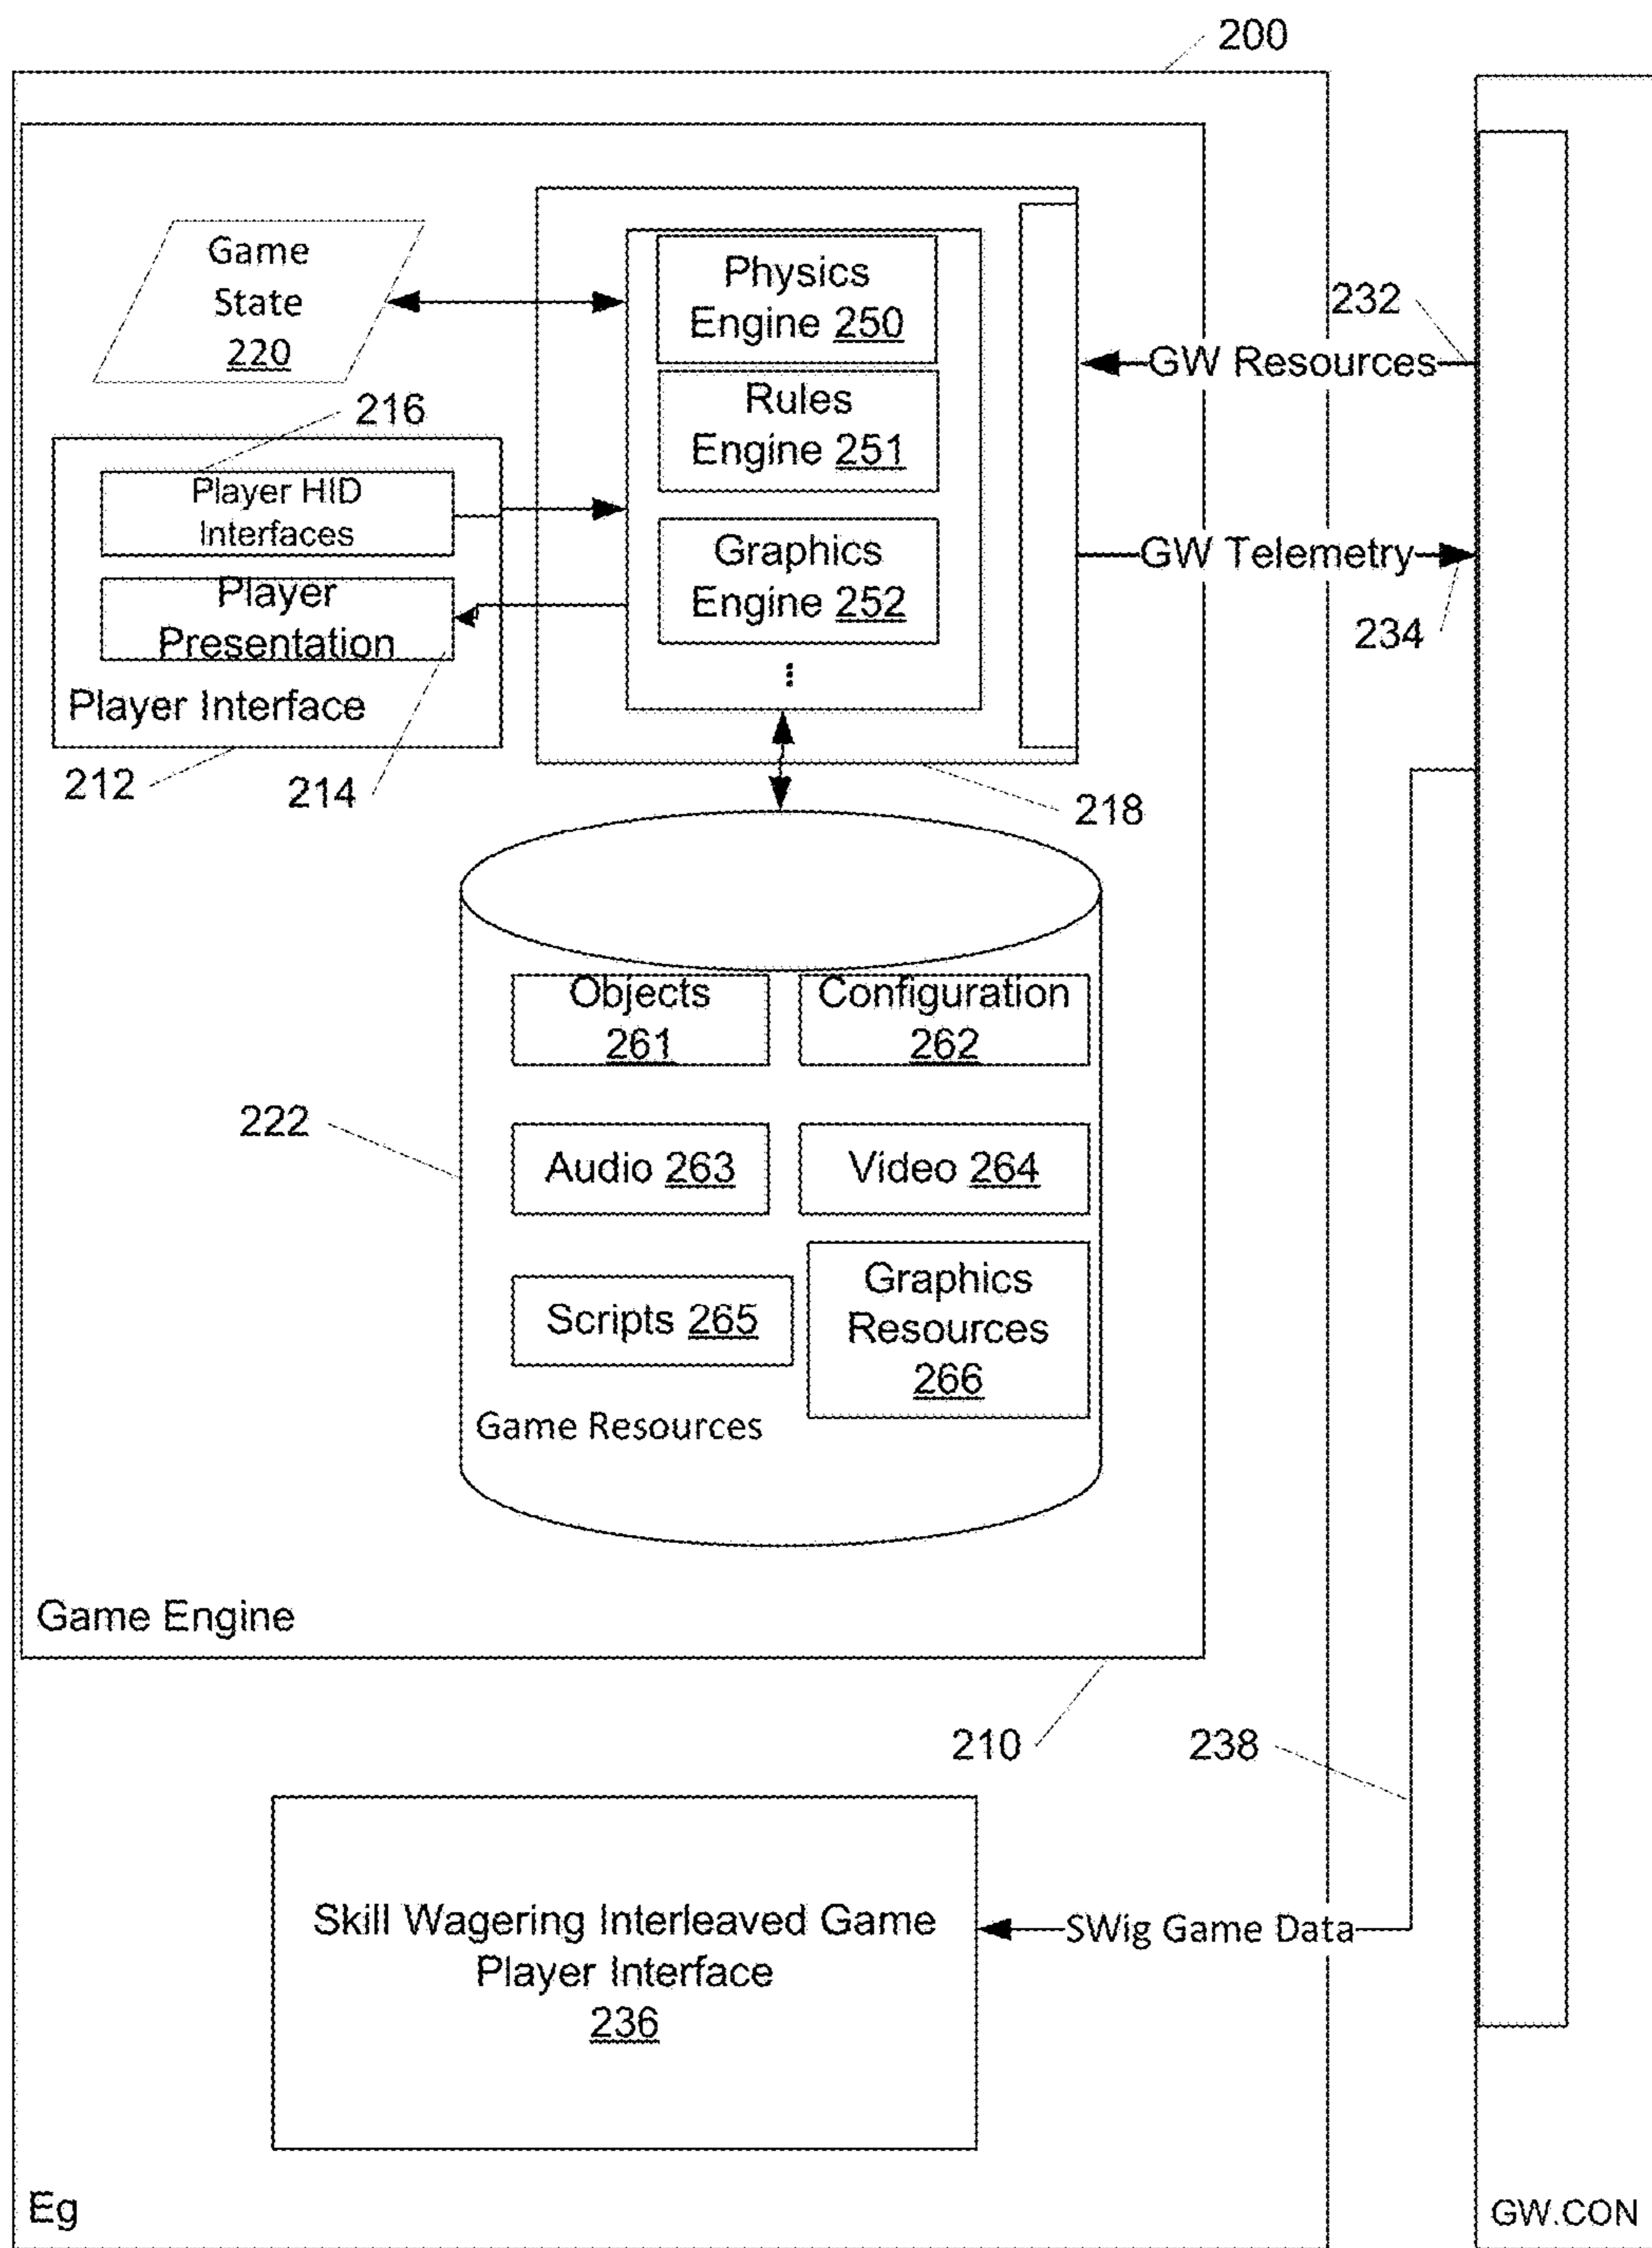 200
Game
State
220
Physics
Engine 250
232
GW Resources
216
Rules
Engine 251
Player HID
Interfaces
Graphics
Engine 252
GW Telemetry
Player
Presentation
234
...
Player Interface
212
214
218
Objects
261
Configuration
262
222
Audio 263
Video 264
Graphics
Resources
266
Scripts 265
Game Resources
Game Engine
210
238
Skill Wagering Interleaved Game
Player Interface
236
SWig Game Data
Eg
GW.CON